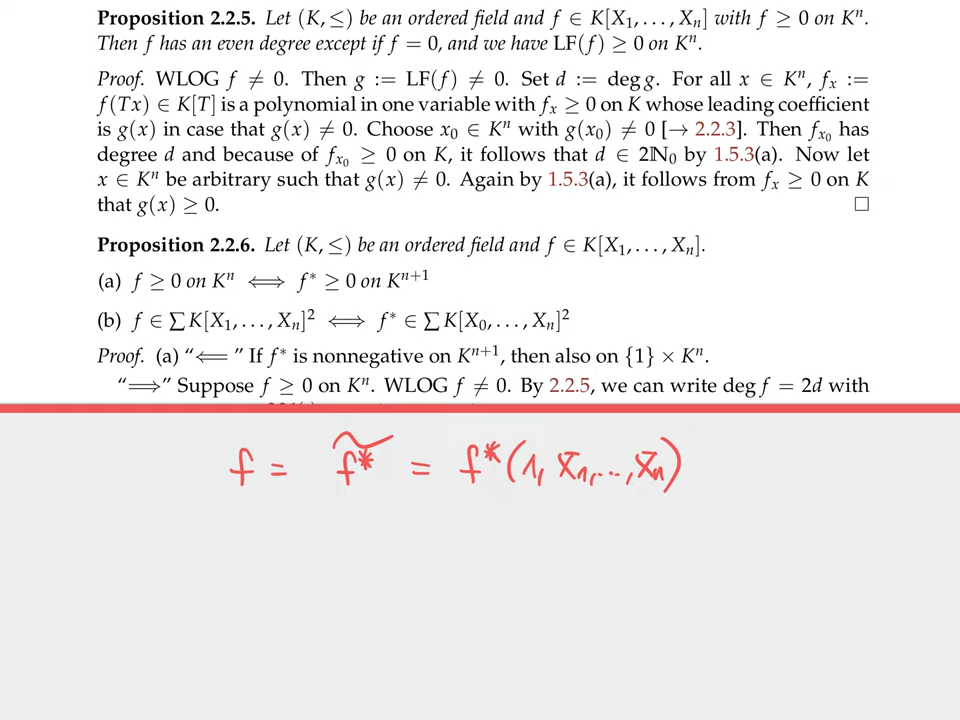 Proposition 2.2.5. Let (K, ≤) be an ordered field and f ∈ K[X₁, . . . , Xₙ] with f ≥ 0 on Kⁿ.
Then f has an even degree except if f = 0, and we have LF(f) ≥ 0 on Kⁿ.
Proof. WLOG f ≠ 0. Then g := LF(f) ≠ 0. Set d := deg g. For all x ∈ Kⁿ, fₓ :=
f(Tx) ∈ K[T] is a polynomial in one variable with fₓ ≥ 0 on K whose leading coefficient
is g(x) in case that g(x) ≠ 0. Choose x₀ ∈ Kⁿ with g(x₀) ≠ 0 [→ 2.2.3]. Then f_{x₀} has
degree d and because of f_{x₀} ≥ 0 on K, it follows that d ∈ 2ℕ₀ by 1.5.3(a). Now let
x ∈ Kⁿ be arbitrary such that g(x) ≠ 0. Again by 1.5.3(a), it follows from fₓ ≥ 0 on K
that g(x) ≥ 0. □
Proposition 2.2.6. Let (K, ≤) be an ordered field and f ∈ K[X₁, . . . , Xₙ].
(a) f ≥ 0 on Kⁿ ⟺ f* ≥ 0 on Kⁿ⁺¹
(b) f ∈ ∑ K[X₁, . . . , Xₙ]² ⟺ f* ∈ ∑ K[X₀, . . . , Xₙ]²
Proof. (a) “⟸ ” If f* is nonnegative on Kⁿ⁺¹, then also on {1} × Kⁿ.
“⟹” Suppose f ≥ 0 on Kⁿ. WLOG f ≠ 0. By 2.2.5, we can write deg f = 2d with
f = \widetilde{f*} = f*(1, X₁,..., Xₙ)